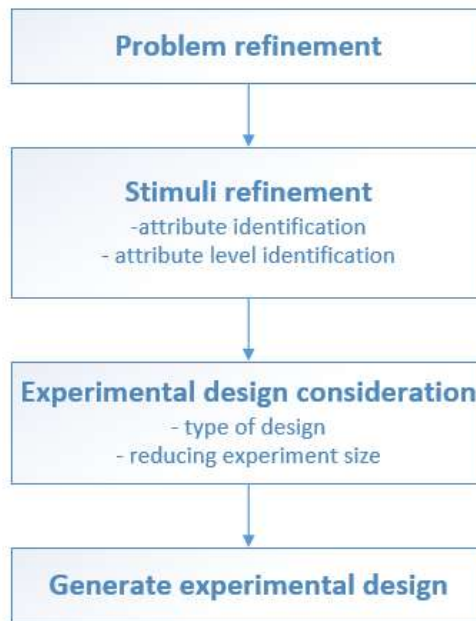 Problem refinement
Stimuli refinement
-attribute identification
- attribute level identification
Experimental design consideration
- type of design
- reducing experiment size
Generate experimental design